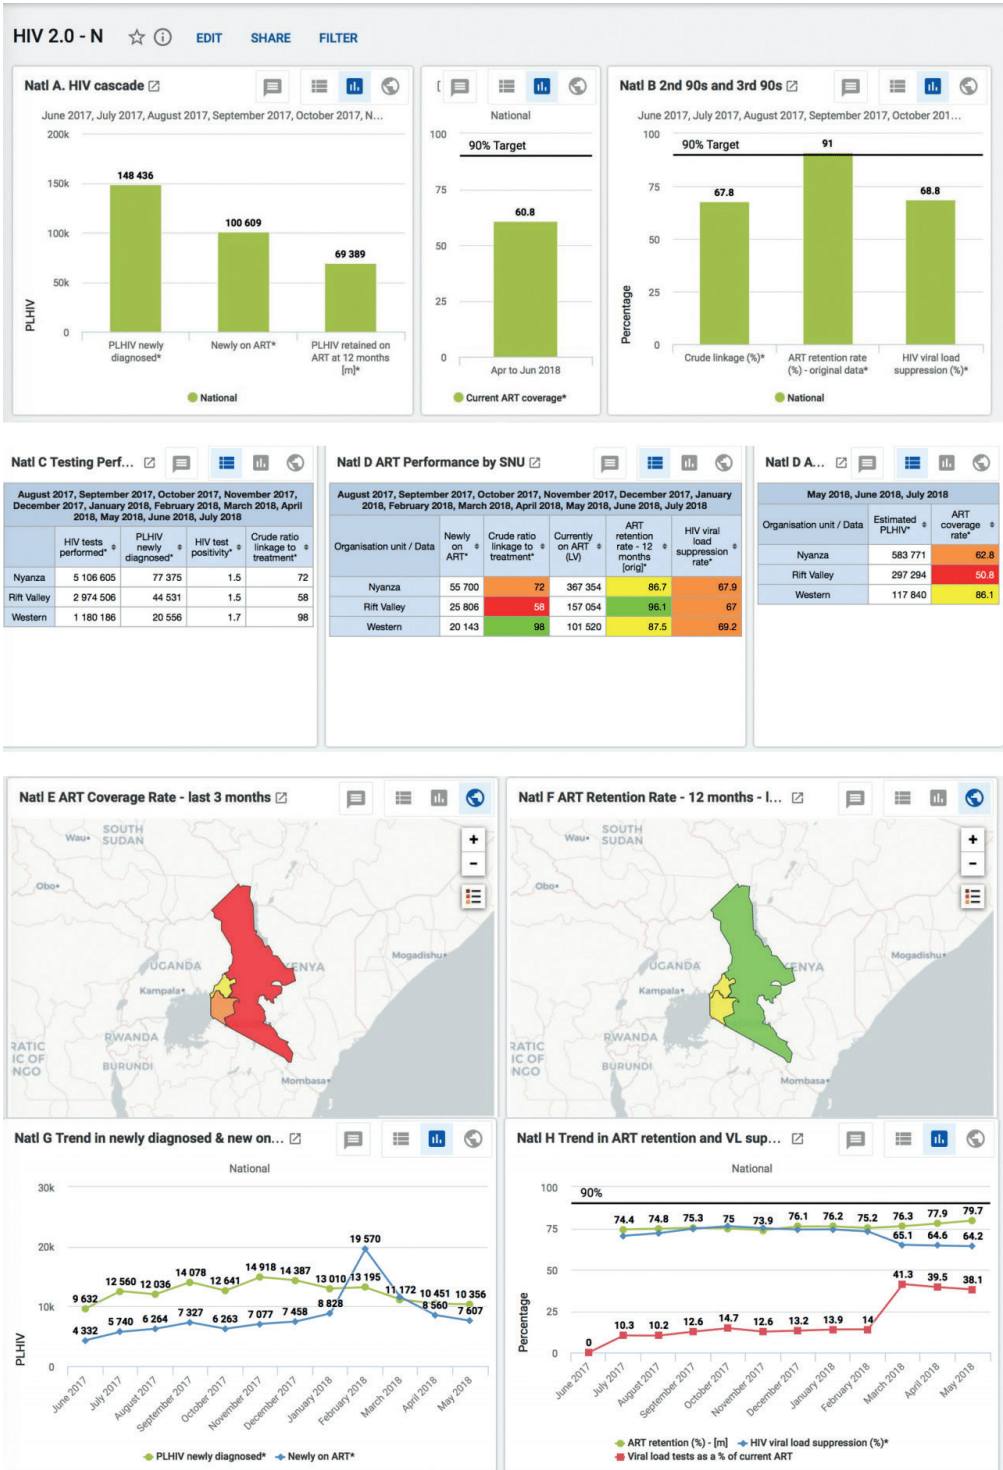 HIV 2.0 - N EDIT SHARE FILTER
Natl A. HIV cascade
June 2017, July 2017, August 2017, September 2017, October 2017, N...
200k
150k
100k
50k
0
PLHIV
148 436
100 609
69 389
PLHIV newly
diagnosed*
Newly on ART*
PLHIV retained on
ART at 12 months
[m]*
National
National
100
75
50
25
0
90% Target
60.8
Apr to Jun 2018
Current ART coverage*
Natl B 2nd 90s and 3rd 90s
June 2017, July 2017, August 2017, September 2017, October 201...
100
75
50
25
0
Percentage
90% Target
67.8
91
68.8
Crude linkage (%)*
ART retention rate
(%) - original data*
HIV viral load
suppression (%)*
National
Natl C Testing Perf...
August 2017, September 2017, October 2017, November 2017,
December 2017, January 2018, February 2018, March 2018, April
2018, May 2018, June 2018, July 2018
HIV tests
performed*
PLHIV
newly
diagnosed*
HIV test
positivity*
Crude ratio
linkage to
treatment*
Nyanza 5 106 605 77 375 1.5 72
Rift Valley 2 974 506 44 531 1.5 58
Western 1 180 186 20 556 1.7 98
Natl D ART Performance by SNU
August 2017, September 2017, October 2017, November 2017, December 2017, January
2018, February 2018, March 2018, April 2018, May 2018, June 2018, July 2018
Organisation unit / Data
Newly
on
ART*
Crude ratio
linkage to
treatment*
Currently
on ART
(LV)
ART
retention
rate - 12
months
[orig]*
HIV viral
load
suppression
rate*
Nyanza 55 700 72 367 354 86.7 67.9
Rift Valley 25 806 58 157 054 96.1 67
Western 20 143 98 101 520 87.5 69.2
Natl D A...
May 2018, June 2018, July 2018
Organisation unit / Data
Estimated
PLHIV*
ART
coverage
rate*
Nyanza 583 771 62.8
Rift Valley 297 294 50.8
Western 117 840 86.1
Natl E ART Coverage Rate - last 3 months
Wau
SOUTH
SUDAN
Obo
UGANDA
KENYA
Kampala
Mogadishu
RWANDA
RATIC
IC OF
NGO
BURUNDI
Mombasa
+
−
Natl F ART Retention Rate - 12 months - l...
Wau
SOUTH
SUDAN
Obo
UGANDA
KENYA
Kampala
Mogadishu
RWANDA
RATIC
IC OF
NGO
BURUNDI
Mombasa
+
−
Natl G Trend in newly diagnosed & new on...
National
30k
20k
10k
0
PLHIV
9 632
12 560
12 036
14 078
12 641
14 918
14 387
13 010
13 195
11 172
10 451
10 356
4 332
5 740
6 264
7 327
6 263
7 077
7 458
8 828
19 570
8 560
7 607
June 2017
July 2017
August 2017
September 2017
October 2017
November 2017
December 2017
January 2018
February 2018
March 2018
April 2018
May 2018
PLHIV newly diagnosed* Newly on ART*
Natl H Trend in ART retention and VL sup...
National
100
75
50
25
0
Percentage
90%
74.4
74.8
75.3
75
73.9
76.1
76.2
75.2
76.3
77.9
79.7
65.1
64.6
64.2
0
10.3
10.2
12.6
14.7
12.6
13.2
13.9
14
41.3
39.5
38.1
June 2017
July 2017
August 2017
September 2017
October 2017
November 2017
December 2017
January 2018
February 2018
March 2018
April 2018
May 2018
ART retention (%) - [m] HIV viral load suppression (%)*
Viral load tests as a % of current ART